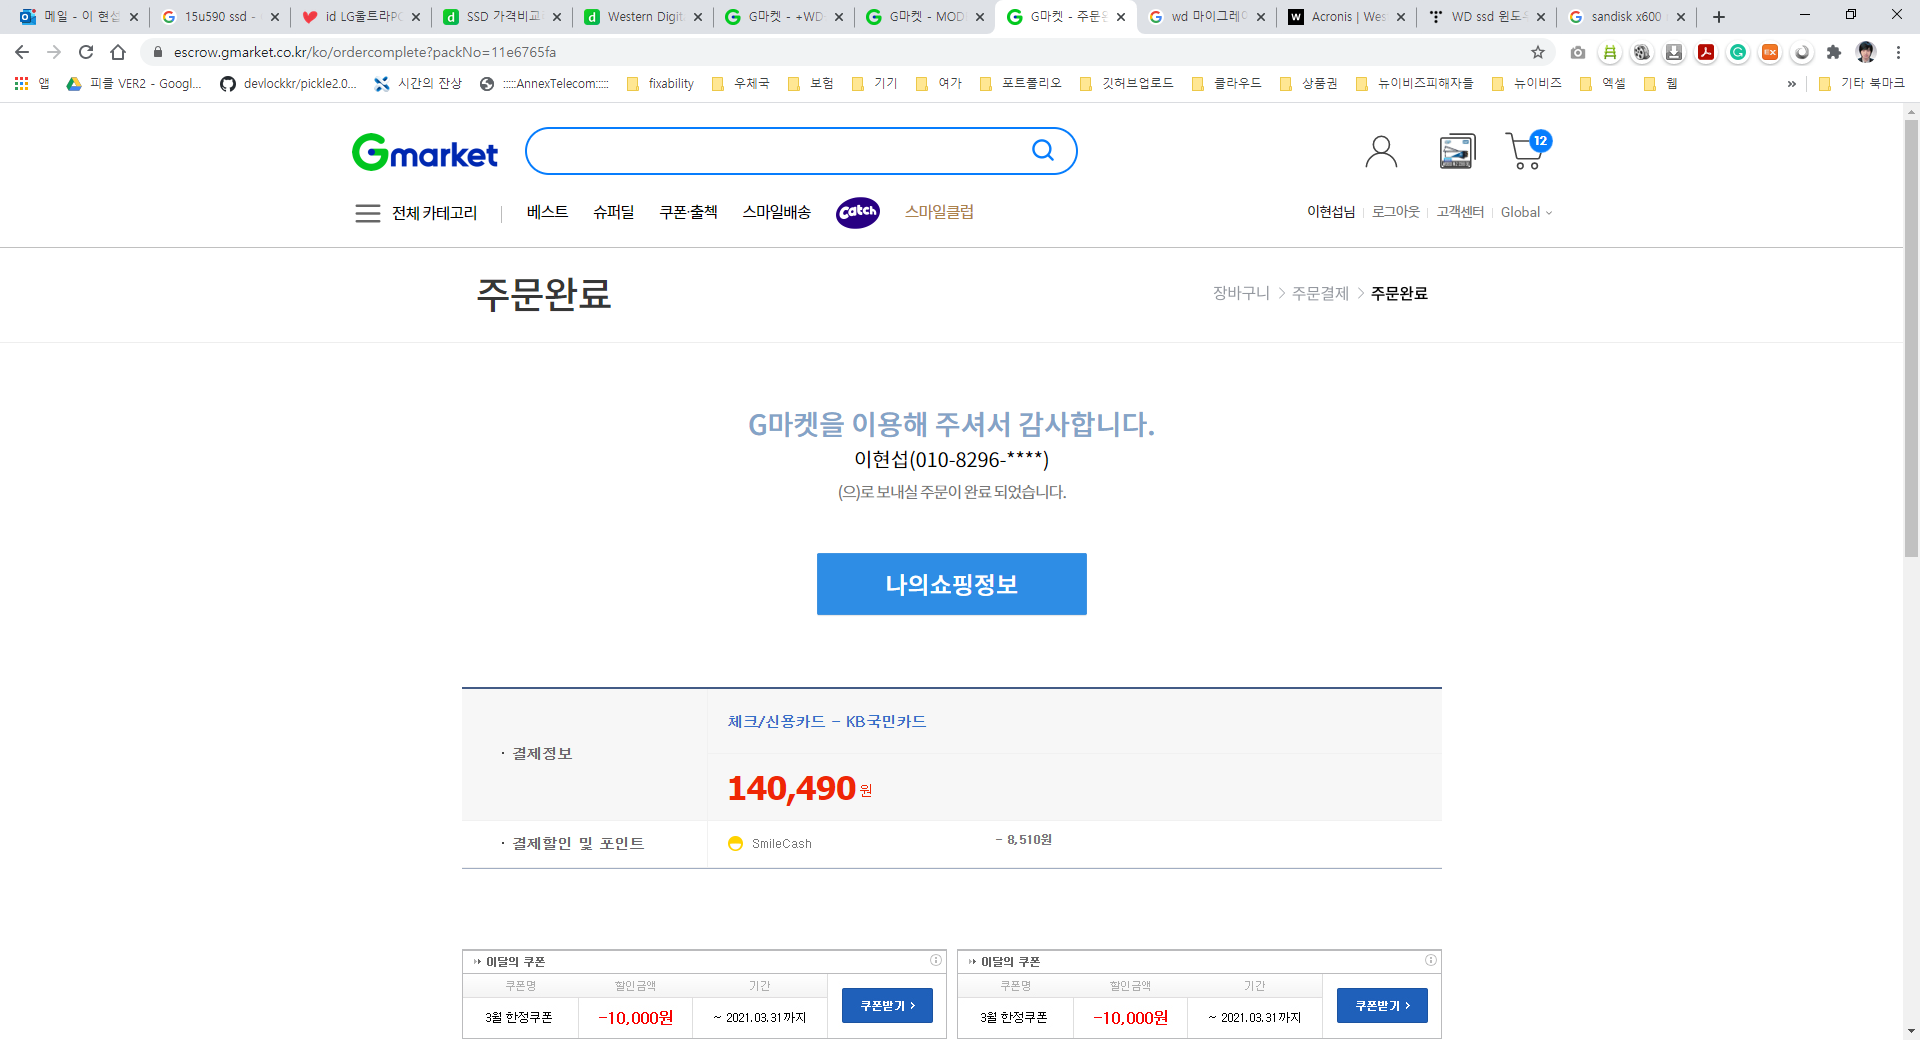 메일 - 이 현섭
15u590 ssd -
id LG울트라PC
SSD 가격비교
Western Digit
G마켓 - +WD
G마켓 - MOD
G마켓 - 주문완
wd 마이그레이
Acronis | Wes
WD ssd 윈도우
sandisk x600
escrow.gmarket.co.kr/ko/ordercomplete?packNo=11e6765fa
앱
피클 VER2 - Googl...
devlockkr/pickle2.0...
시간의 잔상
:::::AnnexTelecom:::::
fixability
우체국
보험
기기
여가
포트폴리오
깃허브업로드
클라우드
상품권
뉴이비즈피해자들
뉴이비즈
엑셀
웹
»
기타 북마크
Gmarket
12
전체 카테고리
베스트
슈퍼딜
쿠폰·출첵
스마일배송
Catch
스마일클럽
이현섭님
로그아웃
고객센터
Global
주문완료
장바구니 > 주문결제 > 주문완료
G마켓을 이용해 주셔서 감사합니다.
이현섭(010-8296-****)
(으)로 보내실 주문이 완료 되었습니다.
나의쇼핑정보
· 결제정보
체크/신용카드 - KB국민카드
140,490원
· 결제할인 및 포인트
SmileCash
- 8,510원
이달의 쿠폰
쿠폰명 할인금액 기간
3월 한정쿠폰 -10,000원 ~ 2021.03.31까지
쿠폰받기 >
이달의 쿠폰
쿠폰명 할인금액 기간
3월 한정쿠폰 -10,000원 ~ 2021.03.31까지
쿠폰받기 >